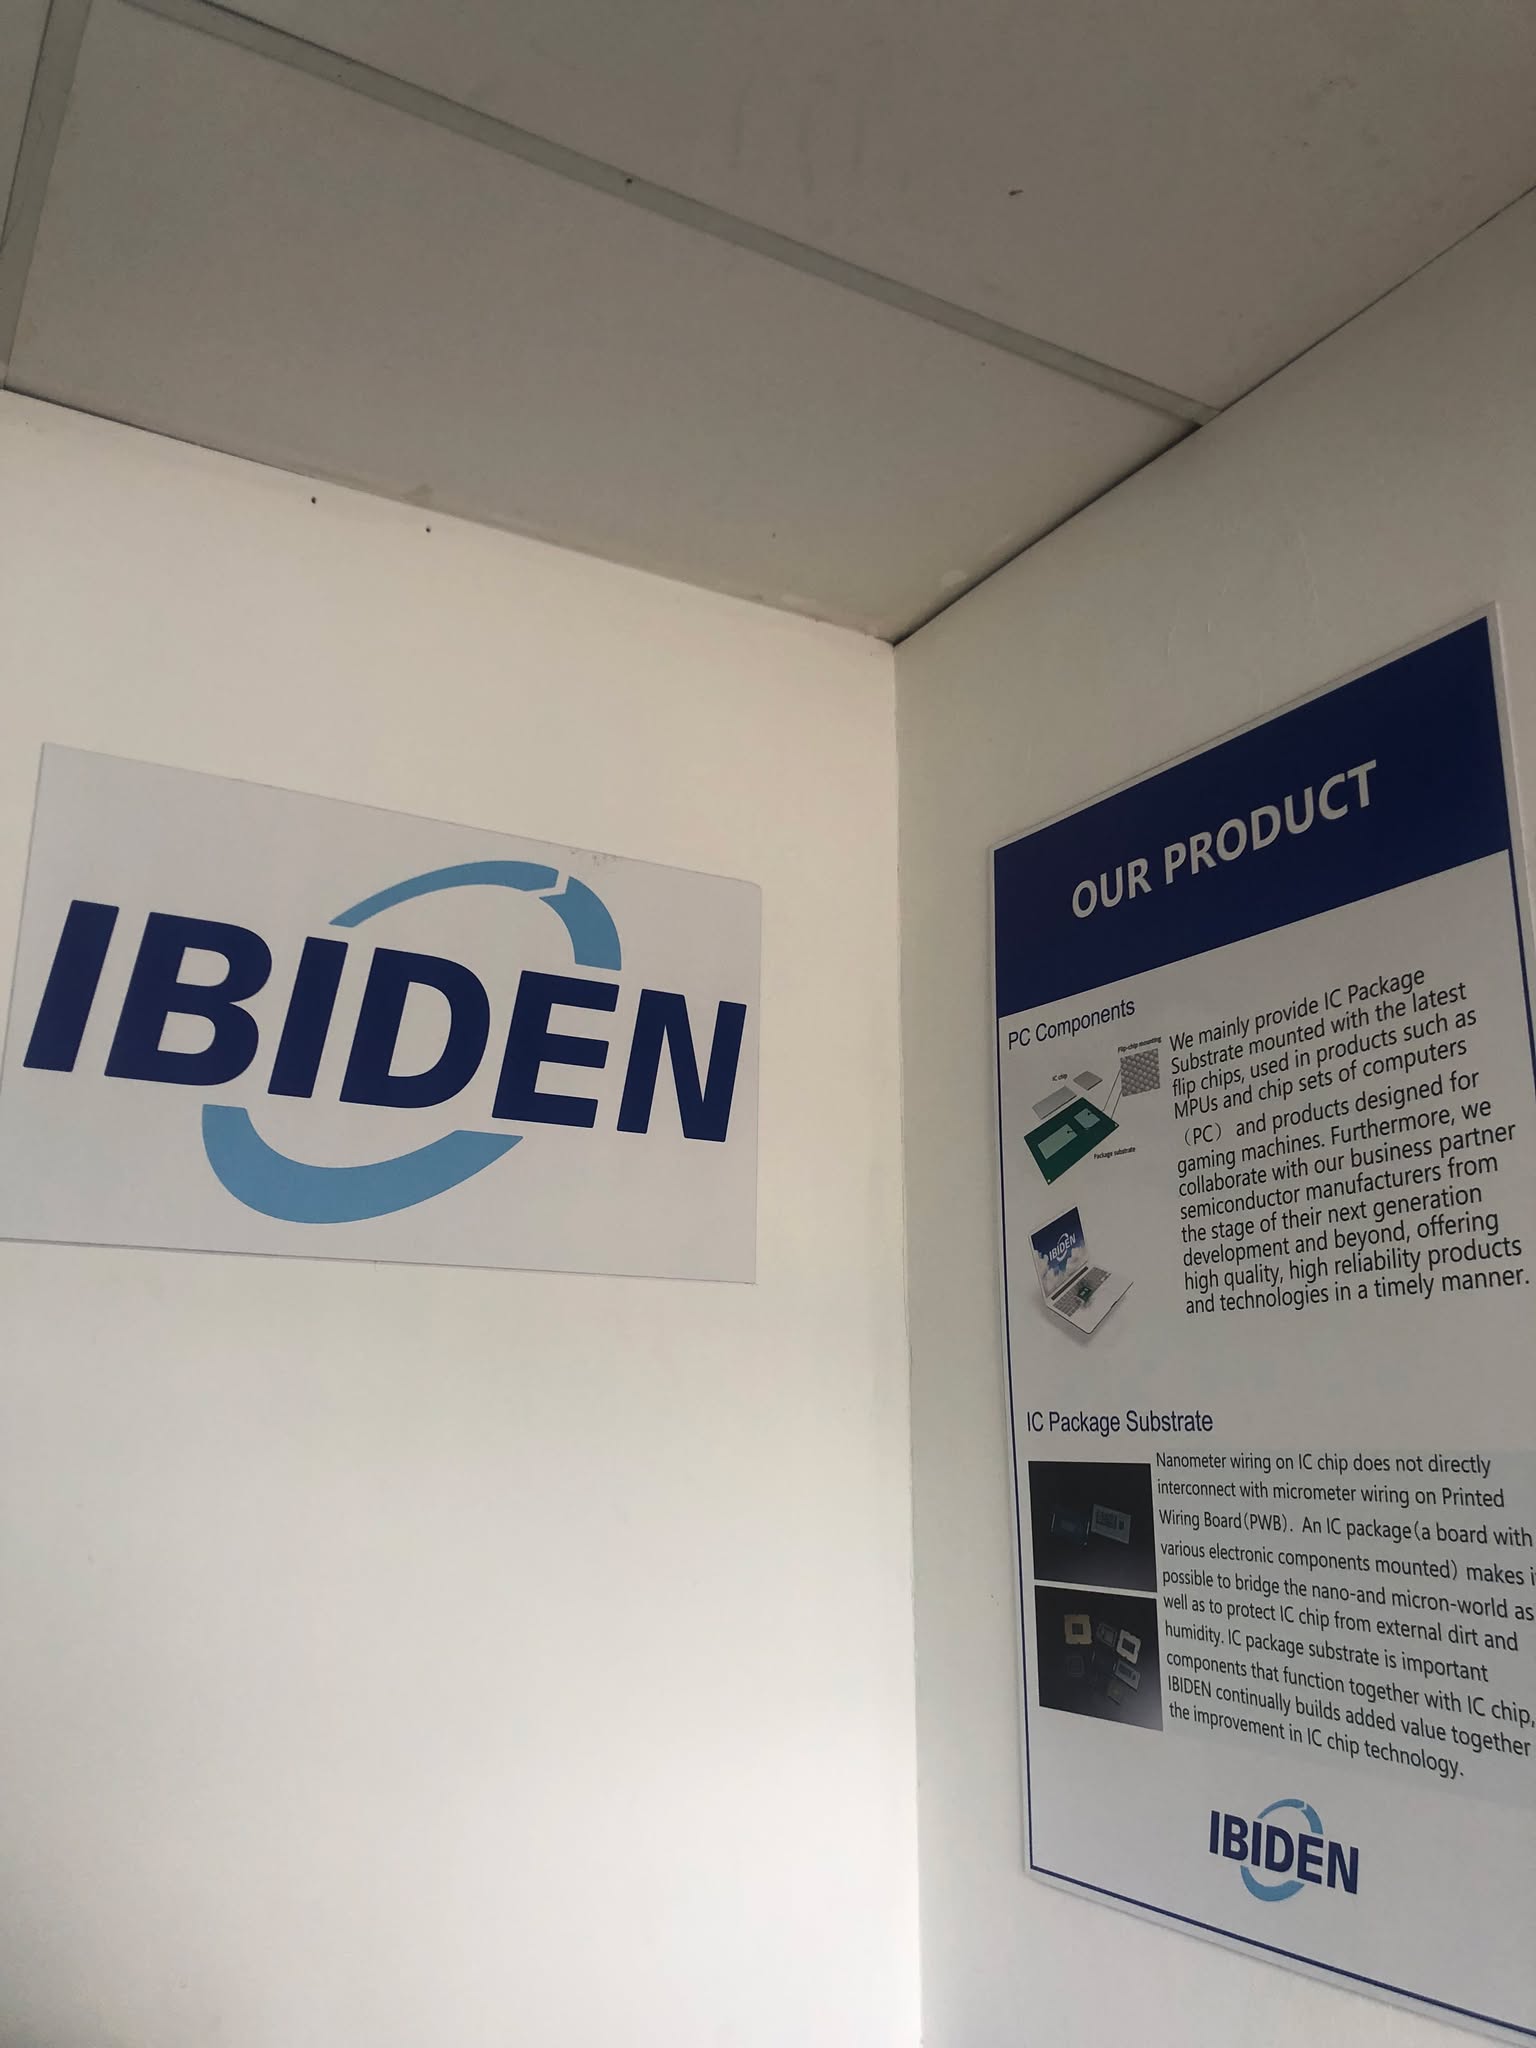 IBIDEN
OUR PRODUCT
PC Components
Flip-chip mounting
IC chip
Package substrate
IBIDEN
We mainly provide IC Package
Substrate mounted with the latest
flip chips, used in products such as
MPUs and chip sets of computers
（PC） and products designed for
gaming machines. Furthermore, we
collaborate with our business partner
semiconductor manufacturers from
the stage of their next generation
development and beyond, offering
high quality, high reliability products
and technologies in a timely manner.
IC Package Substrate
Nanometer wiring on IC chip does not directly
interconnect with micrometer wiring on Printed
Wiring Board(PWB). An IC package(a board with
various electronic components mounted) makes
possible to bridge the nano-and micron-world as
well as to protect IC chip from external dirt and
humidity. IC package substrate is important
components that function together with IC chip,
IBIDEN continually builds added value together
the improvement in IC chip technology.
IBIDEN